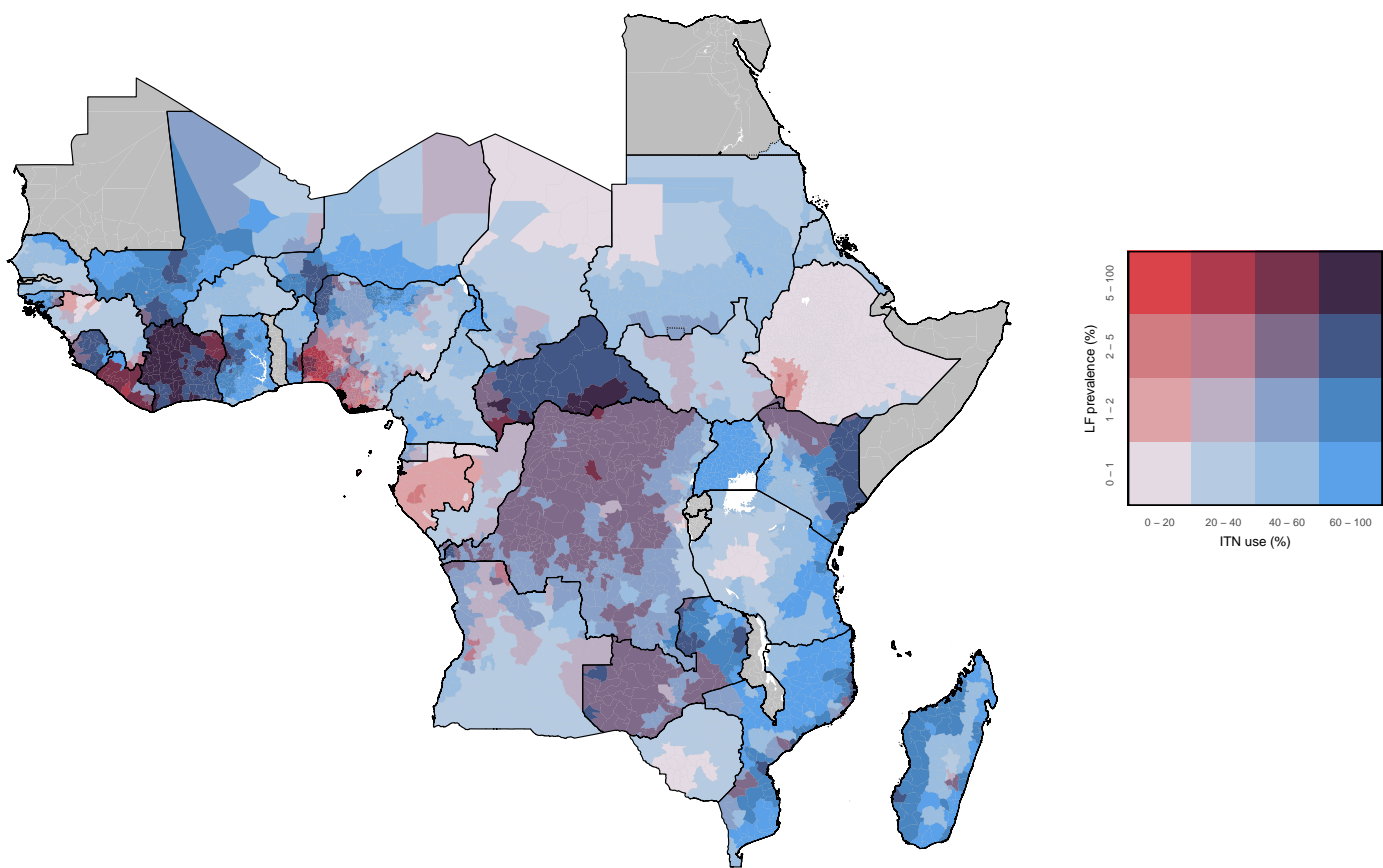 LF prevalence (%)
5 – 100
2 – 5
1 – 2
0 – 1
0 – 20
20 – 40
40 – 60
60 – 100
ITN use (%)